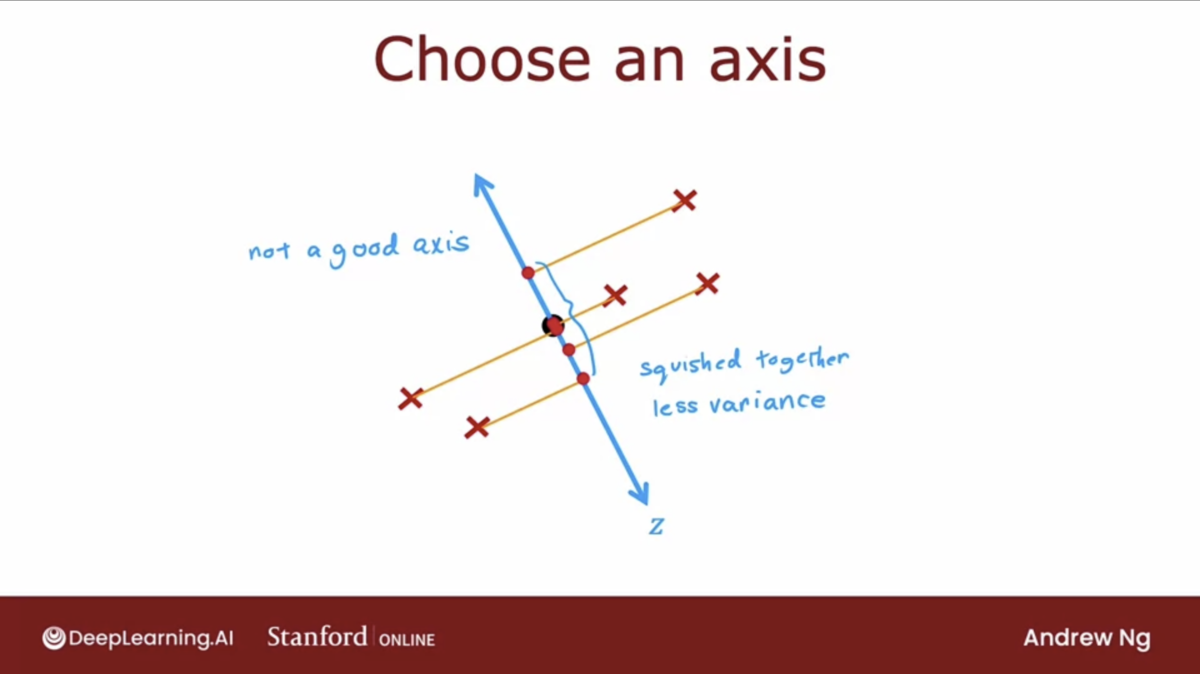 Choose an axis
not a good axis
squished together
less variance
z
DeepLearning.AI
Stanford ONLINE
Andrew Ng